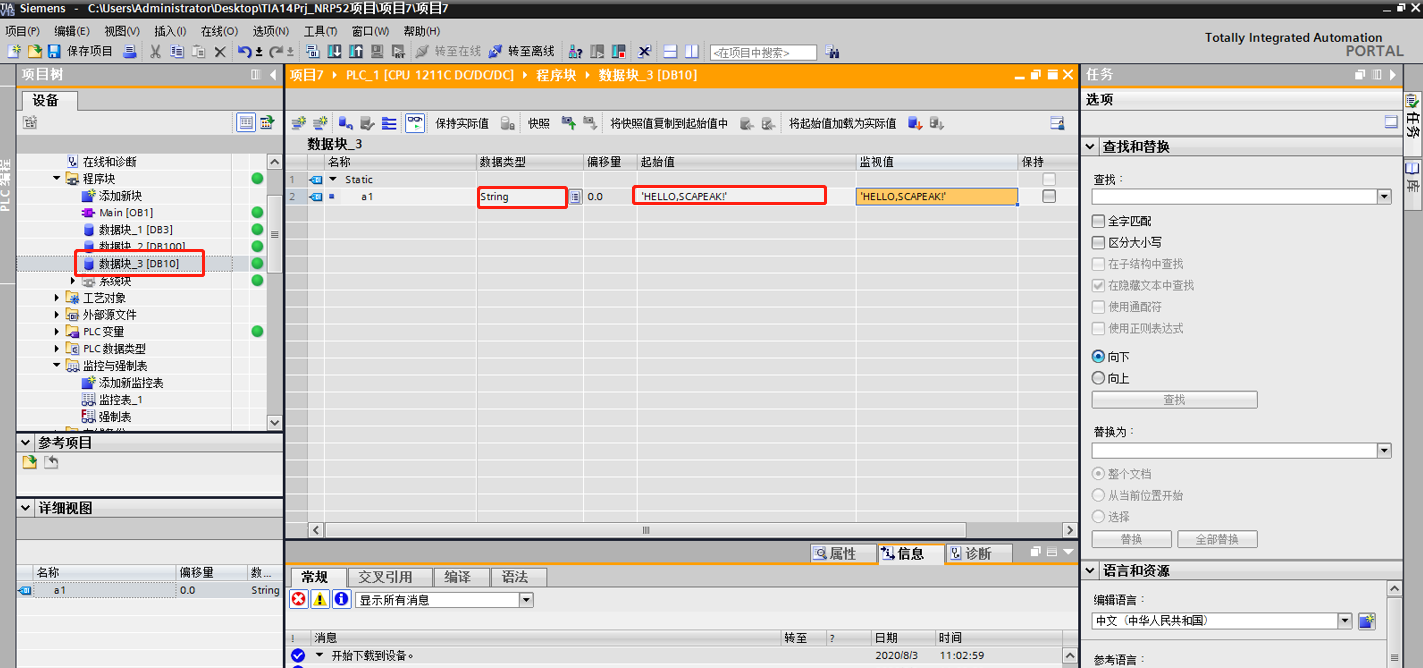 Siemens - C:\Users\Administrator\Desktop\TIA14Prj_NRP52项目\项目7\项目7
项目(P) 编辑(E) 视图(V) 插入(I) 在线(O) 选项(N) 工具(T) 窗口(W) 帮助(H)
保存项目 转至在线 转至离线 <在项目中搜索>
Totally Integrated Automation
PORTAL
PLC 编程
项目树
设备
在线和诊断
程序块
添加新块
Main [OB1]
数据块_1 [DB3]
数据块_2 [DB100]
数据块_3 [DB10]
系统块
工艺对象
外部源文件
PLC 变量
PLC 数据类型
监控与强制表
添加新监控表
监控表_1
强制表
参考项目
详细视图
名称 偏移量 数...
a1 0.0 String
项目7 PLC_1 [CPU 1211C DC/DC/DC] 程序块 数据块_3 [DB10]
保持实际值 快照 将快照值复制到起始值中 将起始值加载为实际值
数据块_3
名称 数据类型 偏移量 起始值 监视值 保持
1 Static
2 a1 String 0.0 'HELLO,SCAPEAK!' 'HELLO,SCAPEAK!'
属性 信息 诊断
常规 交叉引用 编译 语法
显示所有消息
! 消息 转至 ? 日期 时间
开始下载到设备。 2020/8/3 11:02:59
任务
选项
查找和替换
查找：
全字匹配
区分大小写
在子结构中查找
在隐藏文本中查找
使用通配符
使用正则表达式
向下
向上
查找
替换为：
整个文档
从当前位置开始
选择
替换 全部替换
语言和资源
编辑语言：
中文（中华人民共和国）
参考语言：
任务
库